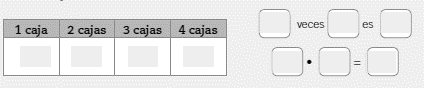 1 caja 2 cajas 3 cajas 4 cajas
veces es
• =